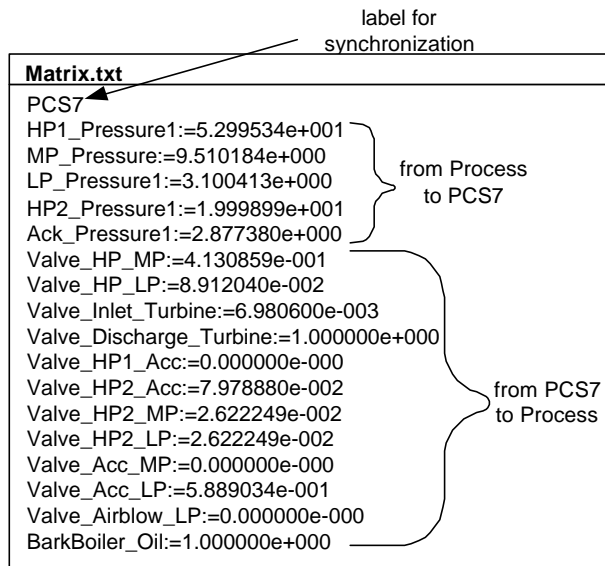 label for
synchronization
Matrix.txt
PCS7
HP1_Pressure1:=5.299534e+001
MP_Pressure:=9.510184e+000
LP_Pressure1:=3.100413e+000
HP2_Pressure1:=1.999899e+001
Ack_Pressure1:=2.877380e+000
from Process
to PCS7
Valve_HP_MP:=4.130859e-001
Valve_HP_LP:=8.912040e-002
Valve_Inlet_Turbine:=6.980600e-003
Valve_Discharge_Turbine:=1.000000e+000
Valve_HP1_Acc:=0.000000e-000
Valve_HP2_Acc:=7.978880e-002
Valve_HP2_MP:=2.622249e-002
Valve_HP2_LP:=2.622249e-002
Valve_Acc_MP:=0.000000e-000
Valve_Acc_LP:=5.889034e-001
Valve_Airblow_LP:=0.000000e-000
BarkBoiler_Oil:=1.000000e+000
from PCS7
to Process